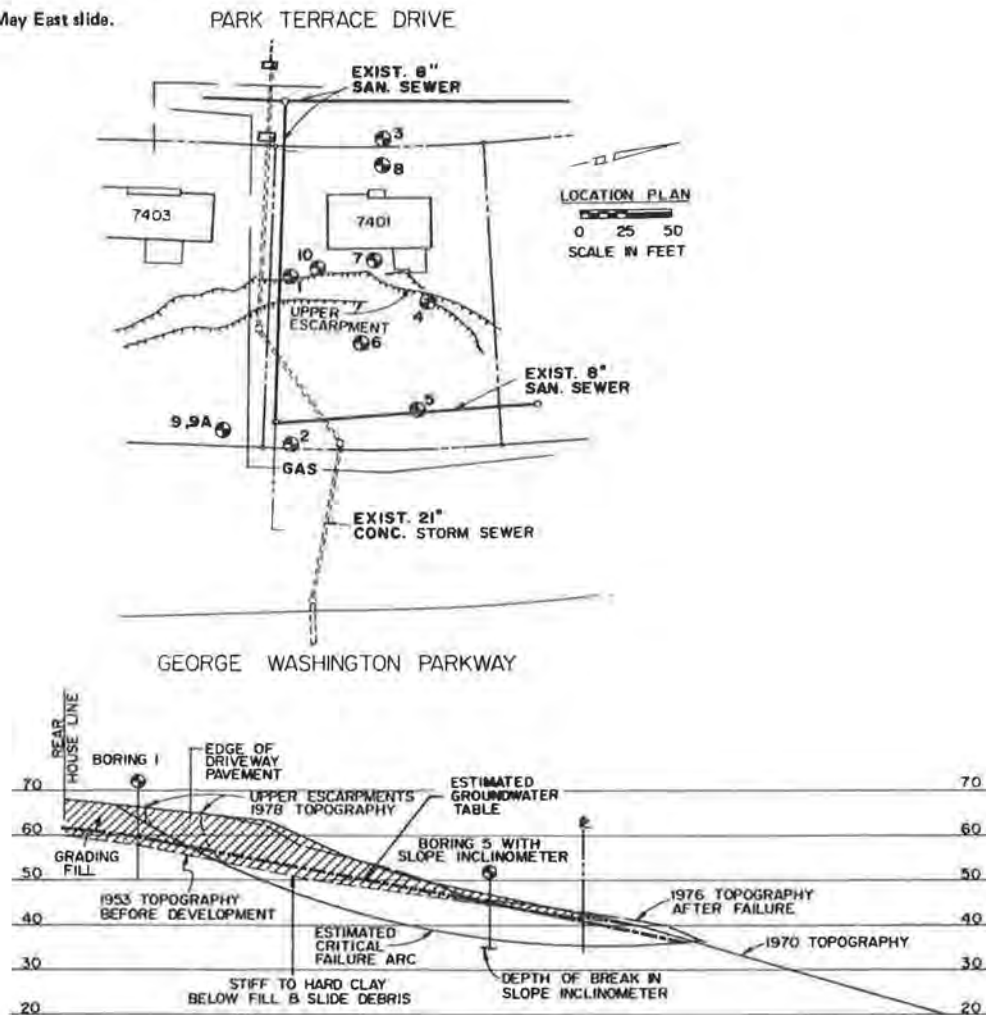 May East slide.
PARK TERRACE DRIVE
EXIST. 8"
SAN. SEWER
3
8
7403
7401
LOCATION PLAN
0 25 50
SCALE IN FEET
10
7
1
UPPER
ESCARPMENT
4
6
EXIST. 8"
SAN. SEWER
5
9,9A
2
GAS
EXIST. 21"
CONC. STORM SEWER
GEORGE WASHINGTON PARKWAY
REAR
HOUSE LINE
BORING 1
EDGE OF
DRIVEWAY
PAVEMENT
UPPER ESCARPMENTS
1978 TOPOGRAPHY
ESTIMATED
GROUNDWATER
TABLE
BORING 5 WITH
SLOPE INCLINOMETER
70
60
50
40
30
20
70
60
50
40
30
20
GRADING
FILL
1953 TOPOGRAPHY
BEFORE DEVELOPMENT
ESTIMATED
CRITICAL
FAILURE ARC
1976 TOPOGRAPHY
AFTER FAILURE
1970 TOPOGRAPHY
STIFF TO HARD CLAY
BELOW FILL & SLIDE DEBRIS
DEPTH OF BREAK IN
SLOPE INCLINOMETER